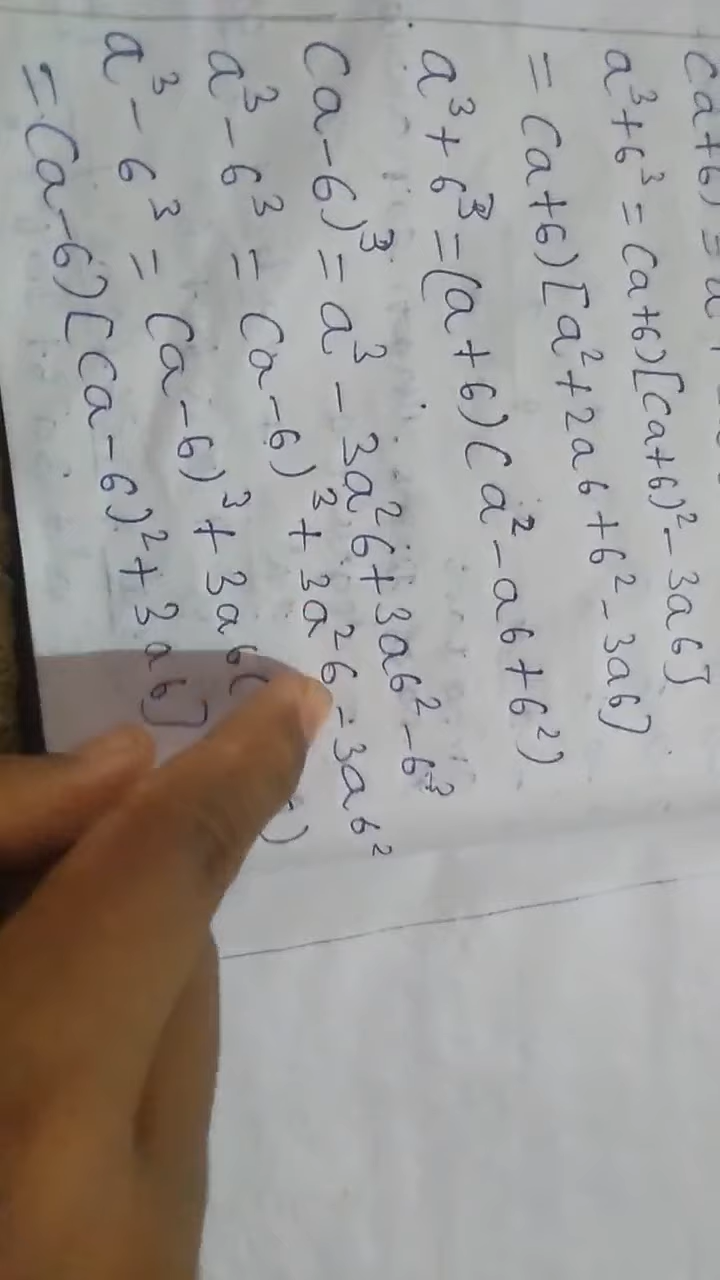 (a+b)
a³+b³ = (a+b)[(a+b)²-3ab]
= (a+b)[a²+2ab+b²-3ab]
a³+b³ = (a+b)(a²-ab+b²)
(a-b)³ = a³-3a²b+3ab²-b³
a³-b³ = (a-b)³+3a²b-3ab²
a³-b³ = (a-b)³+3ab( )
= (a-b)[(a-b)²+3ab]